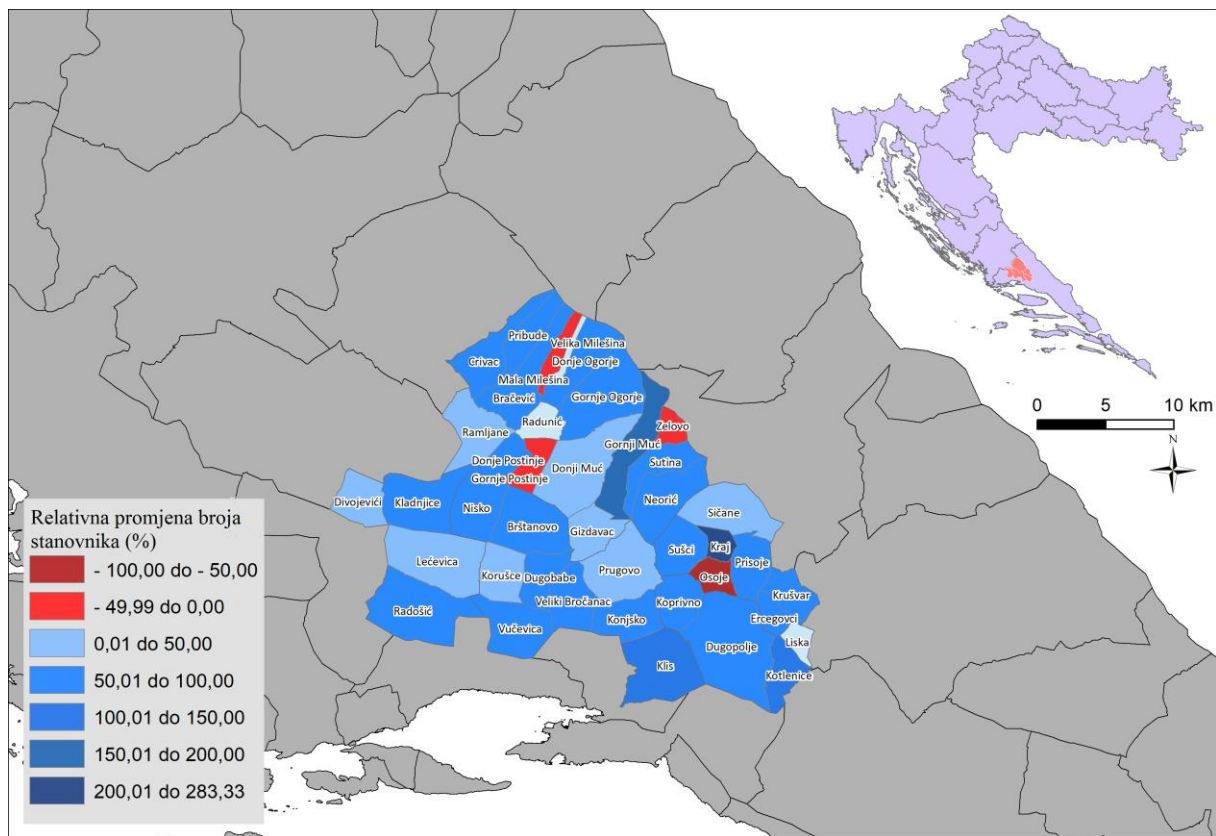 0 5 10 km
N
Pribude
Velika Milešina
Crivac
Donje Ogorje
Mala Milešina
Bračević
Gornje Ogorje
Radunić
Zelovo
Ramljane
Gornji Muć
Donje Postinje
Donji Muć
Sutina
Gornje Postinje
Divojevići
Kladnjice
Neorić
Nisko
Sičane
Brštanovo
Gizdavac
Sušci
Kraj
Lećevica
Prisoje
Korušce
Dugobabe
Prugovo
Osoje
Krušvar
Radošić
Veliki Bročanac
Koprivno
Konjsko
Ercegovci
Vučevica
Liska
Dugopolje
Klis
Kotlenice
Relativna promjena broja
stanovnika (%)
- 100,00 do - 50,00
- 49,99 do 0,00
0,01 do 50,00
50,01 do 100,00
100,01 do 150,00
150,01 do 200,00
200,01 do 283,33